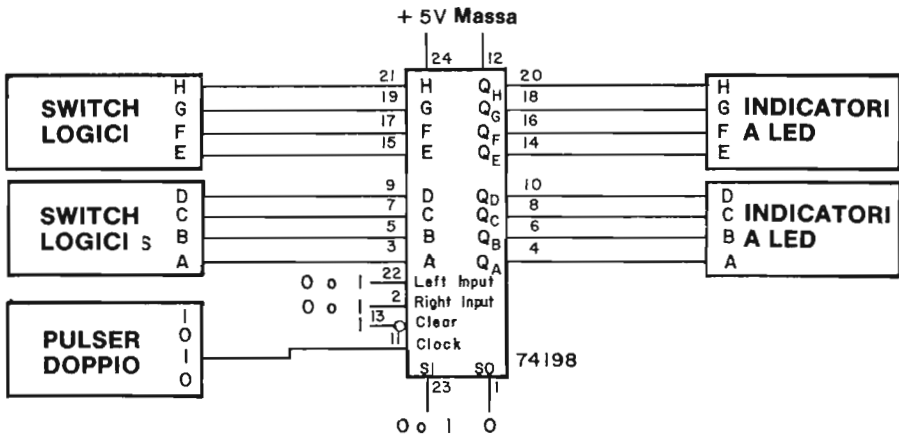 + 5V Massa
24 12
SWITCH LOGICI
H G F E
21 19 17 15
H G F E
QH QG QF QE
20 18 16 14
H G F E
INDICATORI A LED
SWITCH LOGICI S
D C B A
9 7 5 3
D C B A
QD QC QB QA
10 8 6 4
D C B A
INDICATORI A LED
0 o 1 22 Left Input
0 o 1 2 Right Input
1 13 Clear
11 Clock
PULSER DOPPIO
1 0 1 0
S1 S0
74198
23 1
0 o 1 0